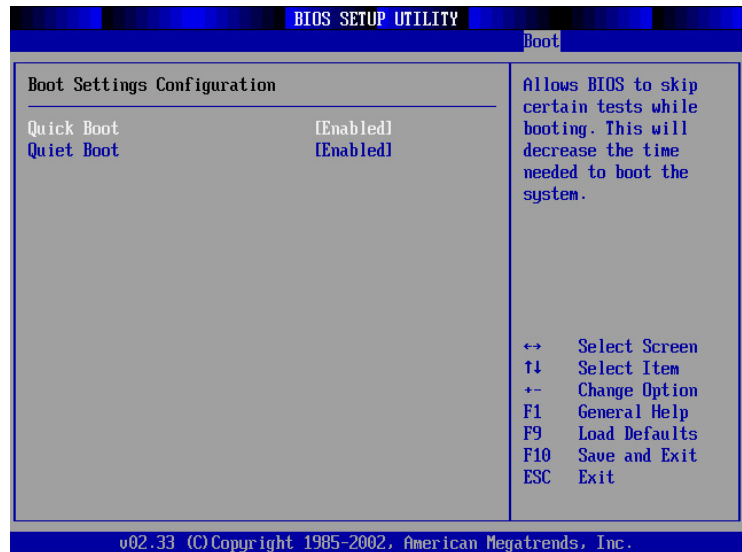 BIOS SETUP UTILITY
Boot
Boot Settings Configuration
Quick Boot [Enabled]
Quiet Boot [Enabled]
Allows BIOS to skip
certain tests while
booting. This will
decrease the time
needed to boot the
system.
↔ Select Screen
↑↓ Select Item
+- Change Option
F1 General Help
F9 Load Defaults
F10 Save and Exit
ESC Exit
v02.33 (C)Copyright 1985-2002, American Megatrends, Inc.